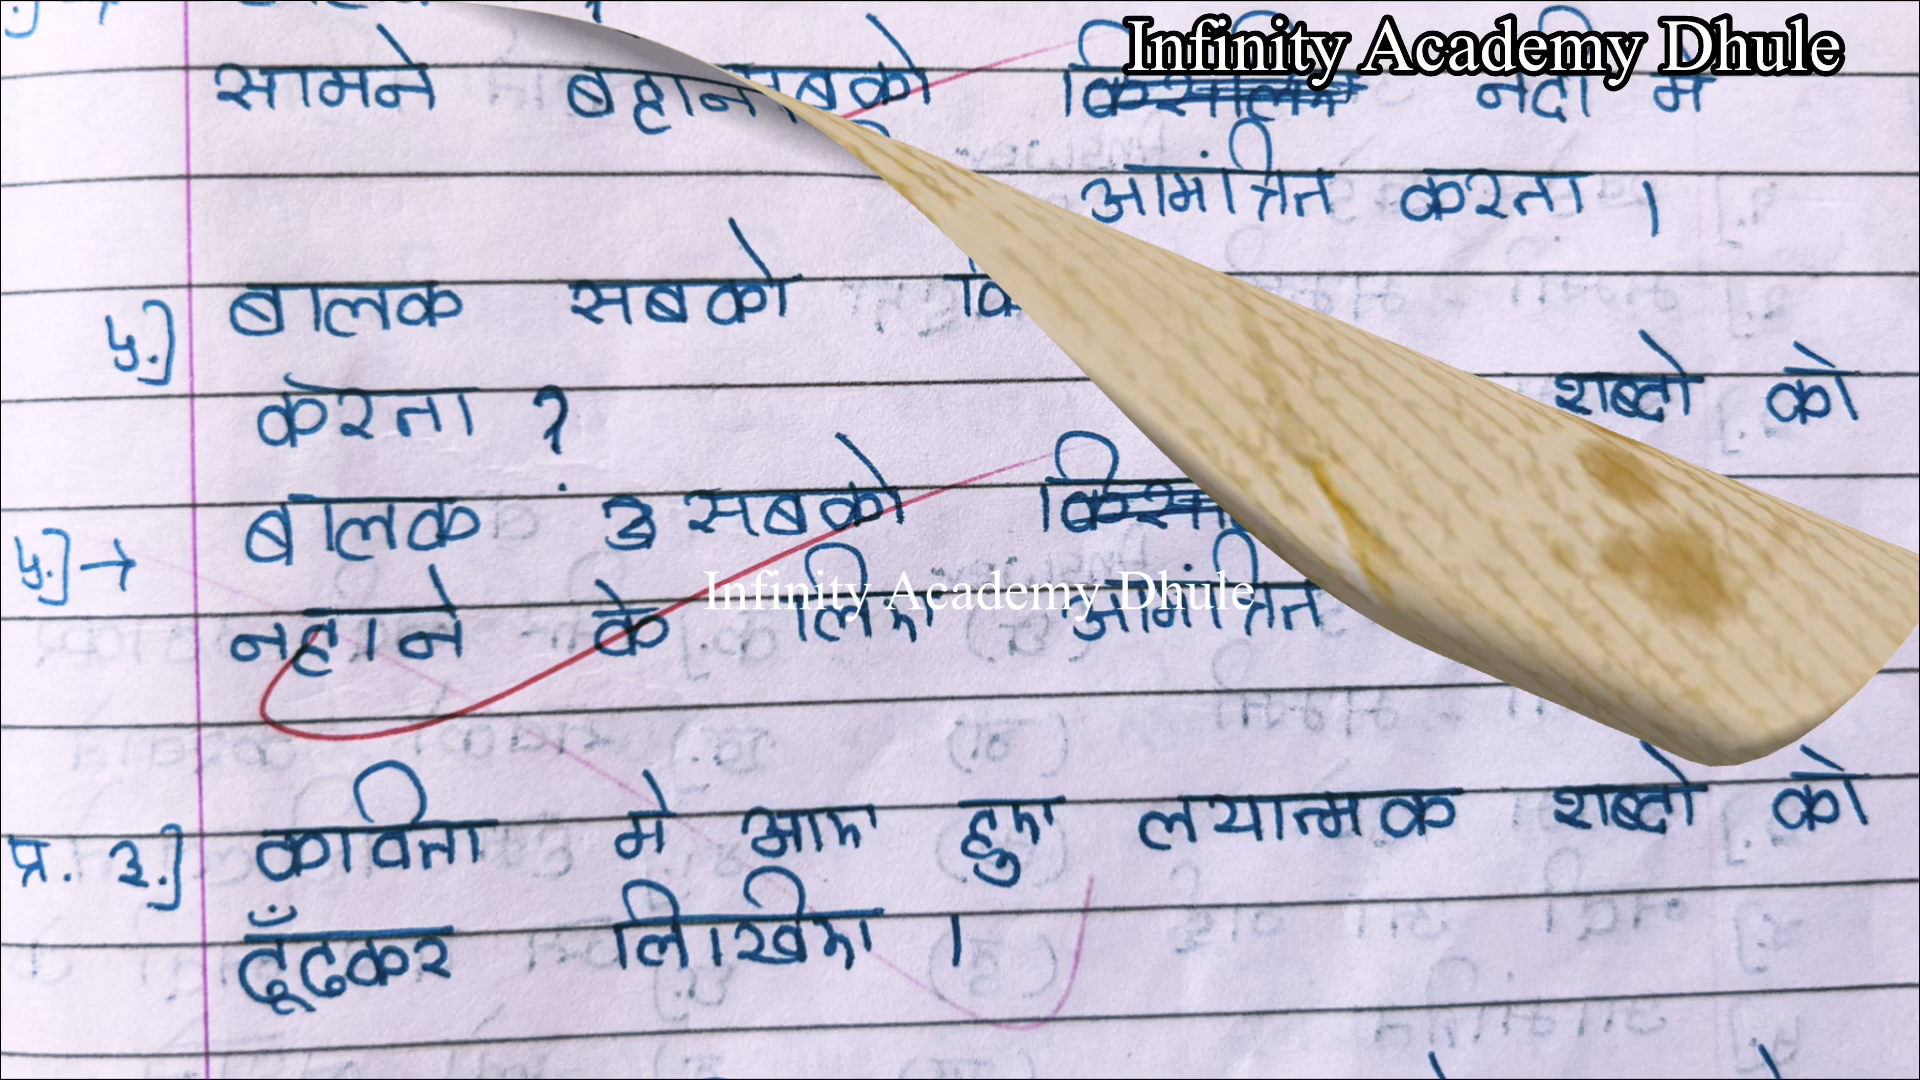 Infinity Academy Dhule
सामने बहान सबको नदी में
आमंत्रित करता ।
५.] बालक सबको
करता ? शब्दो को
५.] → बालक सबको
Infinity Academy Dhule
नहाने के लिए आमंत्रित
प्र. ३.] कविता मे आए हुए लयात्मक शब्दो को
ढूँढकर लिखिए ।